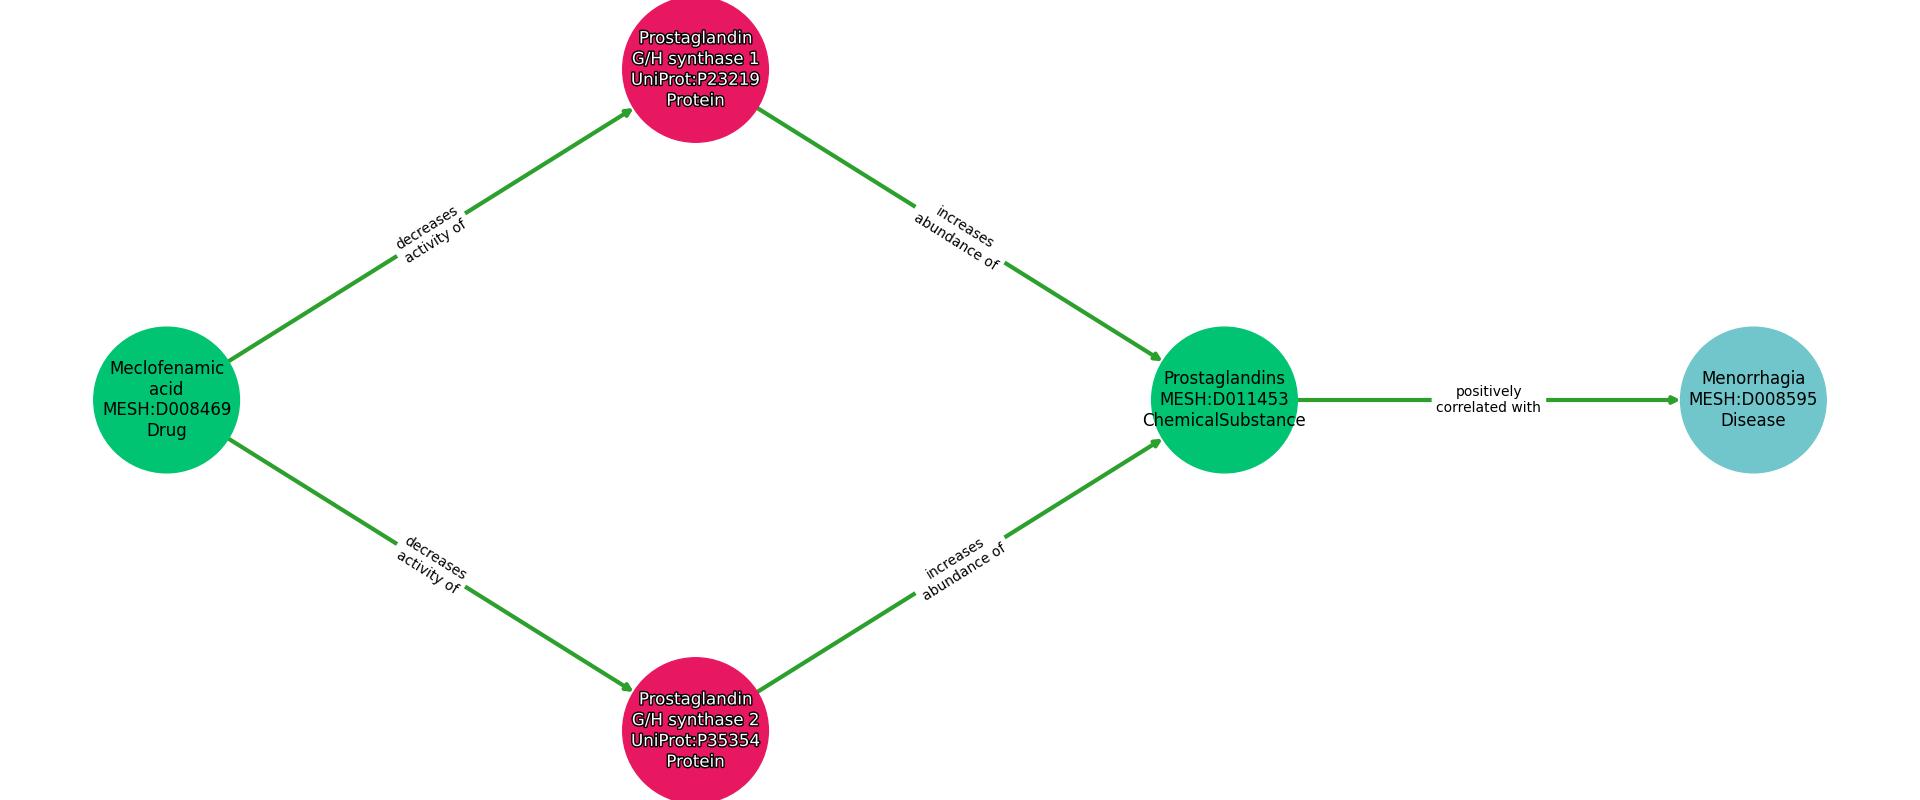 Prostaglandin
G/H synthase 1
UniProt:P23219
Protein
decreases
activity of
increases
abundance of
Meclofenamic
acid
MESH:D008469
Drug
Prostaglandins
MESH:D011453
ChemicalSubstance
positively
correlated with
Menorrhagia
MESH:D008595
Disease
decreases
activity of
increases
abundance of
Prostaglandin
G/H synthase 2
UniProt:P35354
Protein